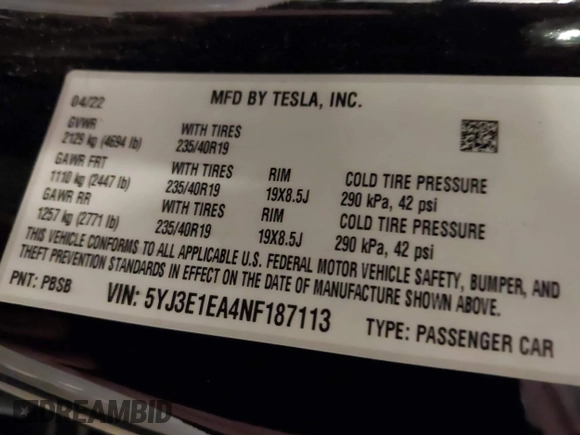 04/22 MFD BY TESLA, INC.
GVWR
2129 kg (4694 lb) WITH TIRES 235/40R19
GAWR FRT
1110 kg (2447 lb) WITH TIRES 235/40R19 RIM 19X8.5J COLD TIRE PRESSURE 290 kPa, 42 psi
GAWR RR
1257 kg (2771 lb) WITH TIRES 235/40R19 RIM 19X8.5J COLD TIRE PRESSURE 290 kPa, 42 psi
THIS VEHICLE CONFORMS TO ALL APPLICABLE U.S. FEDERAL MOTOR VEHICLE SAFETY, BUMPER, AND
THEFT PREVENTION STANDARDS IN EFFECT ON THE DATE OF MANUFACTURE SHOWN ABOVE.
PNT: PBSB VIN: 5YJ3E1EA4NF187113 TYPE: PASSENGER CAR
DREAMBID